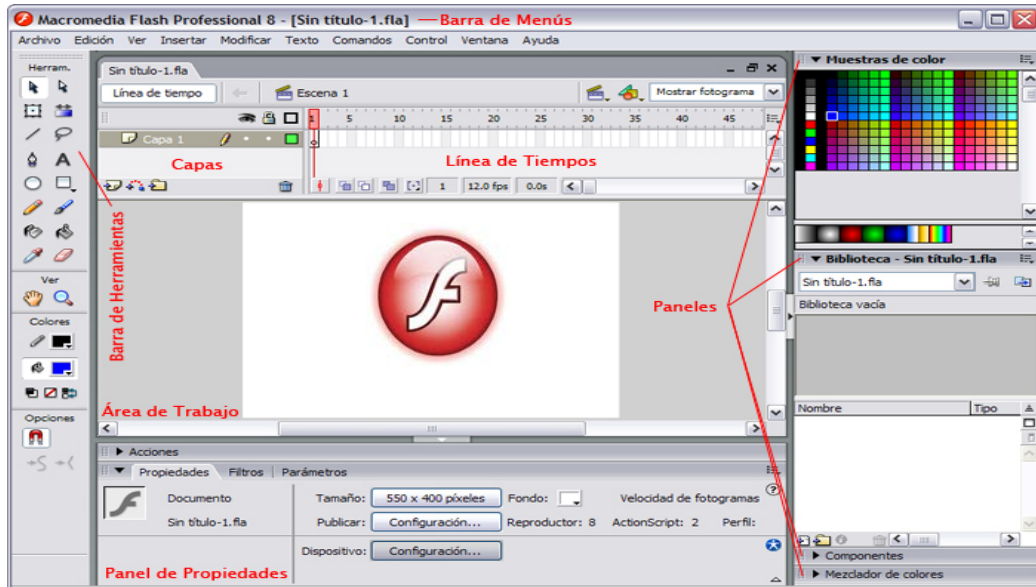 Macromedia Flash Professional 8 - [Sin título-1.fla] Barra de Menús
Archivo Edición Ver Insertar Modificar Texto Comandos Control Ventana Ayuda
Herram.
Ver
Colores
Opciones
Barra de Herramientas
Sin título-1.fla
Línea de tiempo
Escena 1
Mostrar fotograma
1 5 10 15 20 25 30 35 40 45
Capa 1
Capas
Línea de Tiempos
1 12.0 fps 0.0s
Área de Trabajo
Acciones
Propiedades Filtros Parámetros
Documento Tamaño: 550 x 400 píxeles Fondo: Velocidad de fotogramas
Sin título-1.fla Publicar: Configuración... Reproductor: 8 ActionScript: 2 Perfil:
Dispositivo: Configuración...
Panel de Propiedades
Muestras de color
Paneles
Biblioteca - Sin título-1.fla
Sin título-1.fla
Biblioteca vacía
Nombre Tipo
Componentes
Mezclador de colores